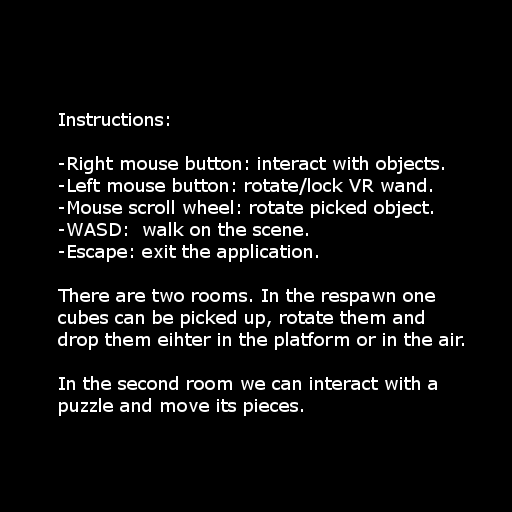 Instructions:
-Right mouse button: interact with objects.
-Left mouse button: rotate/lock VR wand.
-Mouse scroll wheel: rotate picked object.
-WASD:  walk on the scene.
-Escape: exit the application.
There are two rooms. In the respawn one
cubes can be picked up, rotate them and
drop them eihter in the platform or in the air.
In the second room we can interact with a
puzzle and move its pieces.